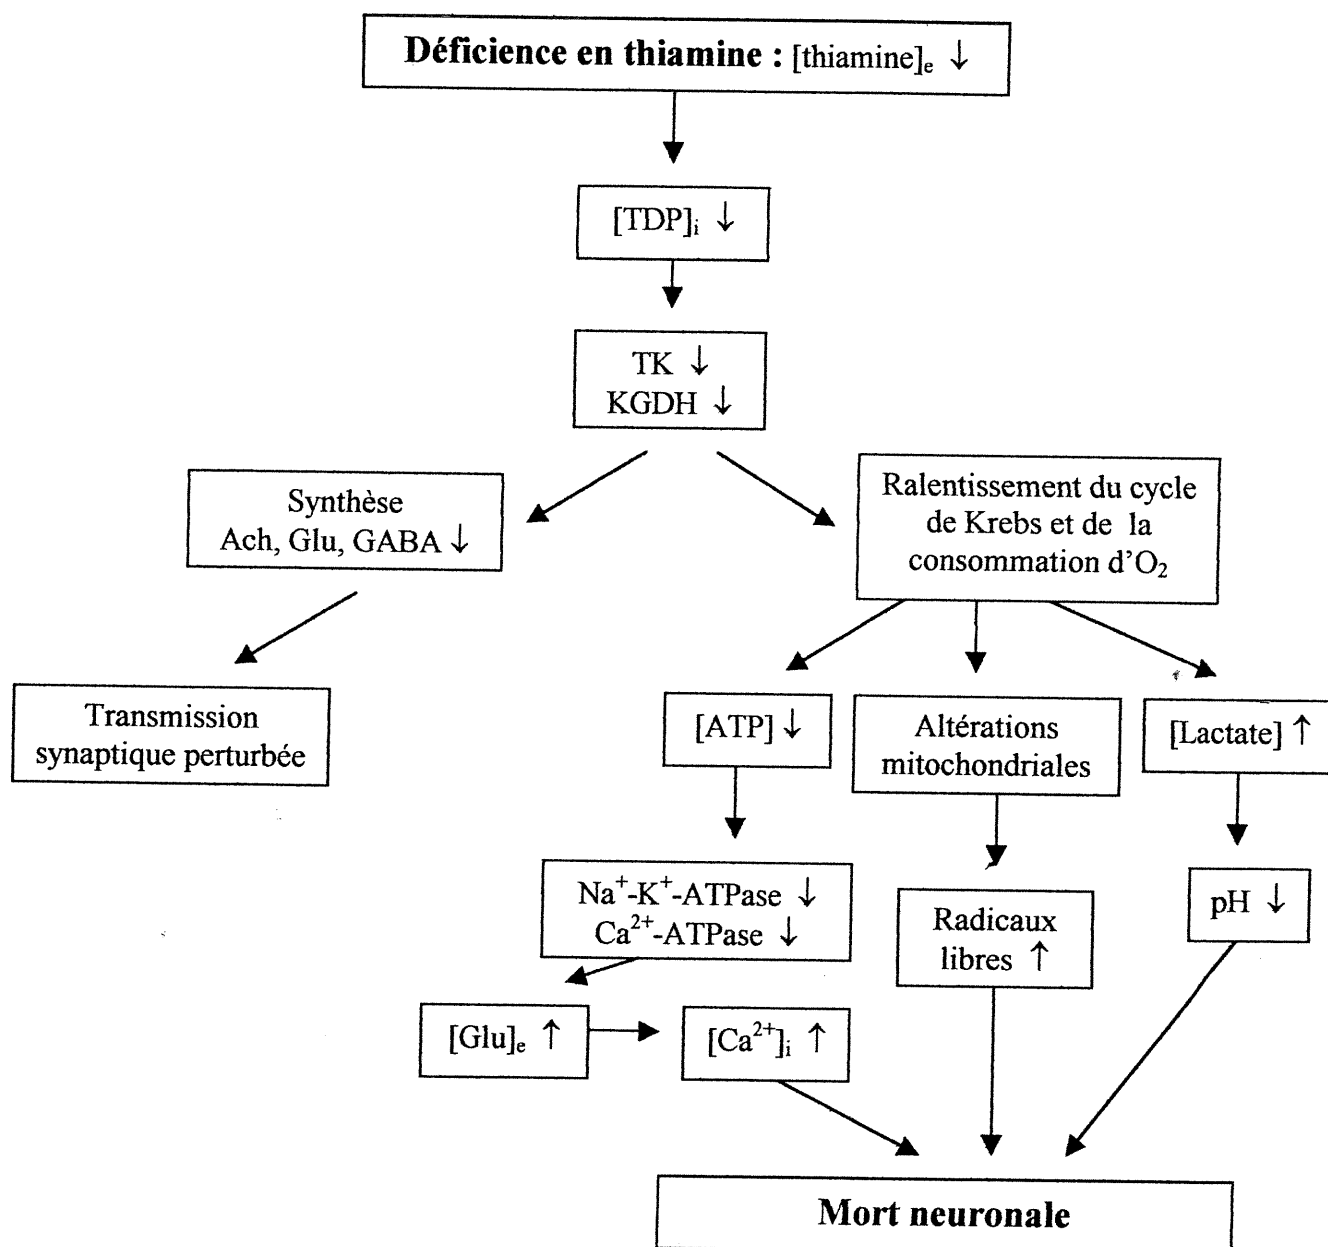 Déficience en thiamine : [thiamine]ₑ ↓
[TDP]ᵢ ↓
TK ↓
KGDH ↓
Synthèse
Ach, Glu, GABA ↓
Ralentissement du cycle
de Krebs et de la
consommation d’O₂
Transmission
synaptique perturbée
[ATP] ↓
Altérations
mitochondriales
[Lactate] ↑
Na⁺-K⁺-ATPase ↓
Ca²⁺-ATPase ↓
Radicaux
libres ↑
pH ↓
[Glu]ₑ ↑
[Ca²⁺]ᵢ ↑
Mort neuronale